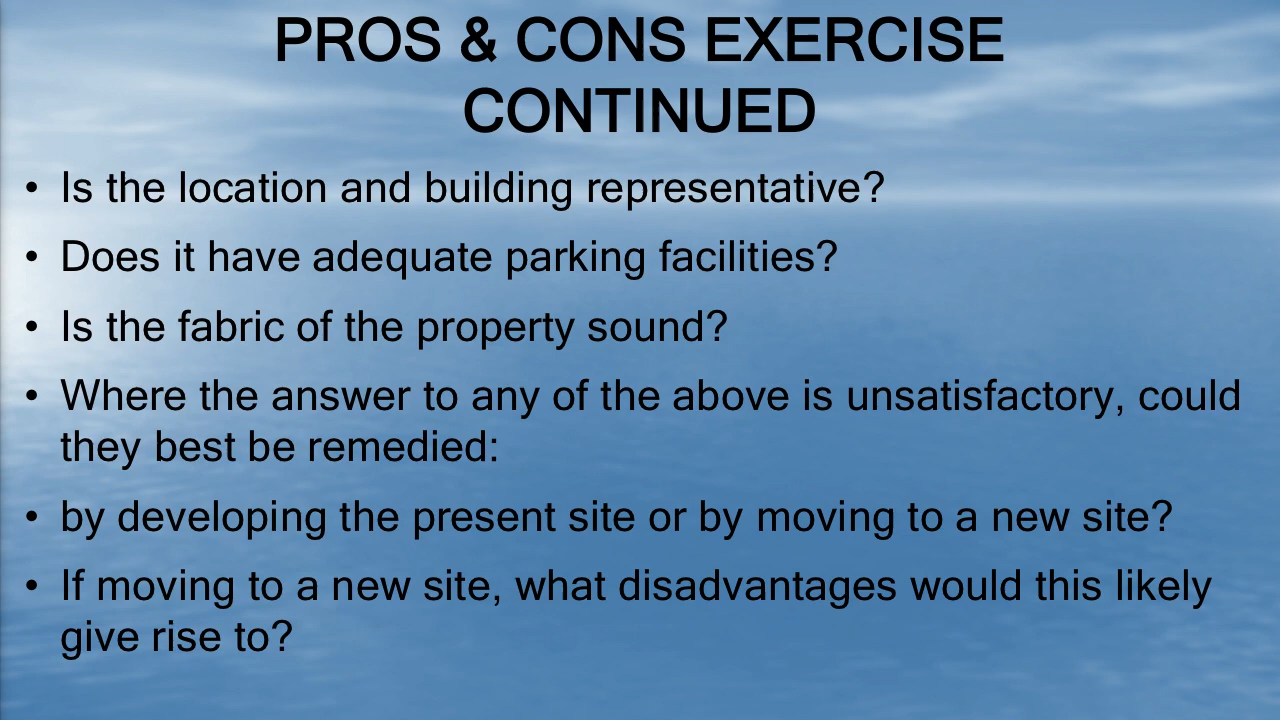 PROS & CONS EXERCISE
CONTINUED
• Is the location and building representative?
• Does it have adequate parking facilities?
• Is the fabric of the property sound?
• Where the answer to any of the above is unsatisfactory, could
they best be remedied:
• by developing the present site or by moving to a new site?
• If moving to a new site, what disadvantages would this likely
give rise to?